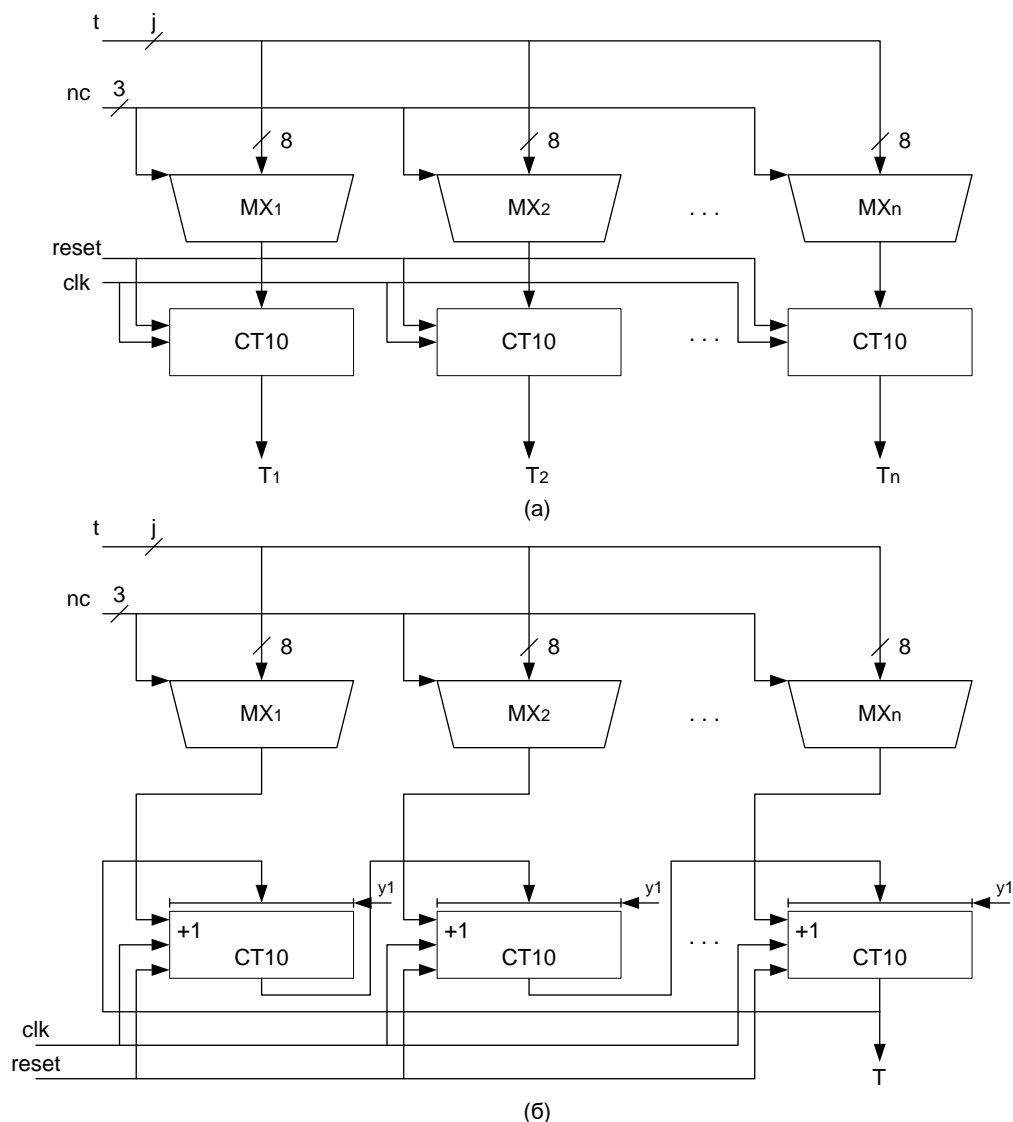 t j
nc 3
8 8 8
MX1 MX2 . . . MXn
reset
clk
CT10 CT10 . . . CT10
T1 T2 Tn
(а)
t j
nc 3
8 8 8
MX1 MX2 . . . MXn
y1 y1 y1
+1 +1 . . . +1
CT10 CT10 CT10
clk
reset T
(б)